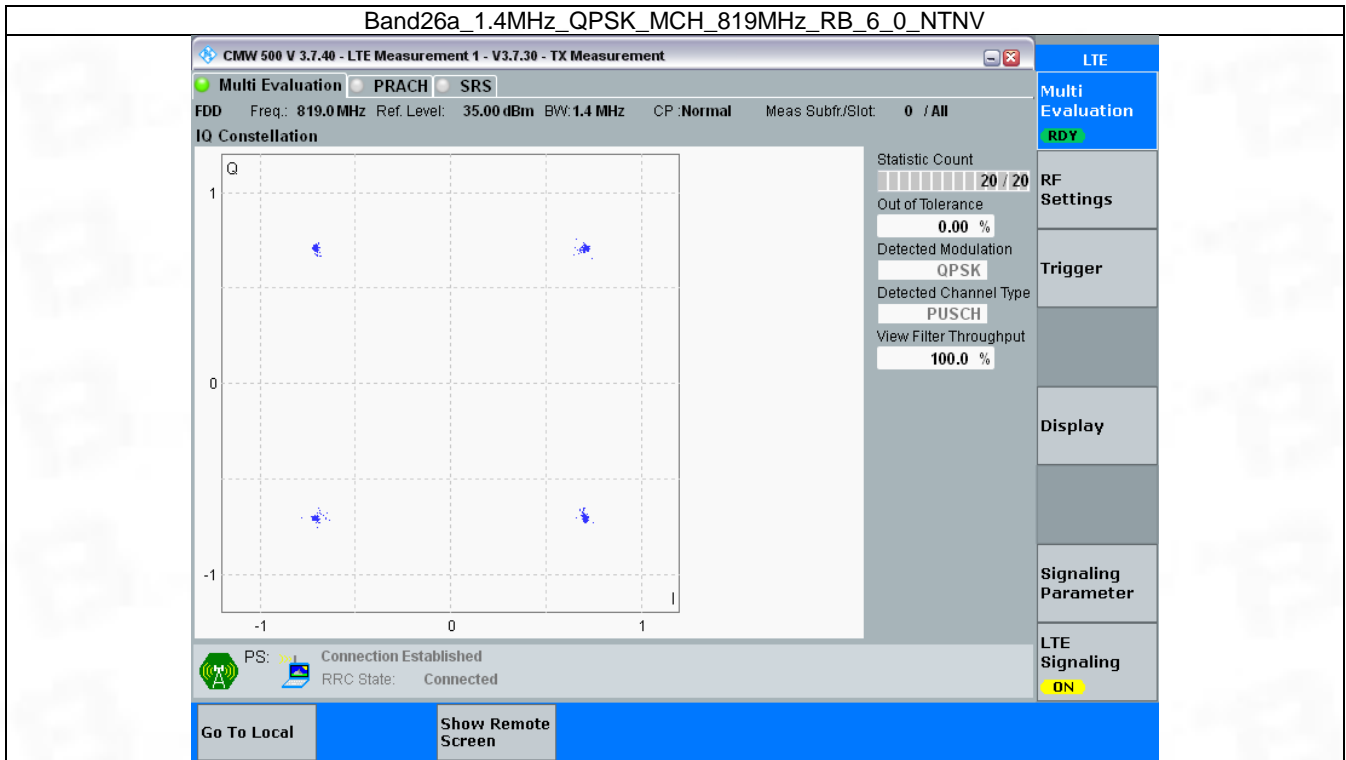 Band26a_1.4MHz_QPSK_MCH_819MHz_RB_6_0_NTNV
CMW 500 V 3.7.40 - LTE Measurement 1 - V3.7.30 - TX Measurement
LTE
Multi Evaluation PRACH SRS
FDD Freq.: 819.0 MHz Ref. Level: 35.00 dBm BW: 1.4 MHz CP :Normal Meas Subfr./Slot: 0 / All
IQ Constellation
Multi
Evaluation
RDY
Q
1
0
-1
I
-1 0 1
Statistic Count
20 / 20
Out of Tolerance
0.00 %
Detected Modulation
QPSK
Detected Channel Type
PUSCH
View Filter Throughput
100.0 %
RF
Settings
Trigger
Display
Signaling
Parameter
LTE
Signaling
ON
PS: Connection Established
RRC State: Connected
Go To Local
Show Remote
Screen